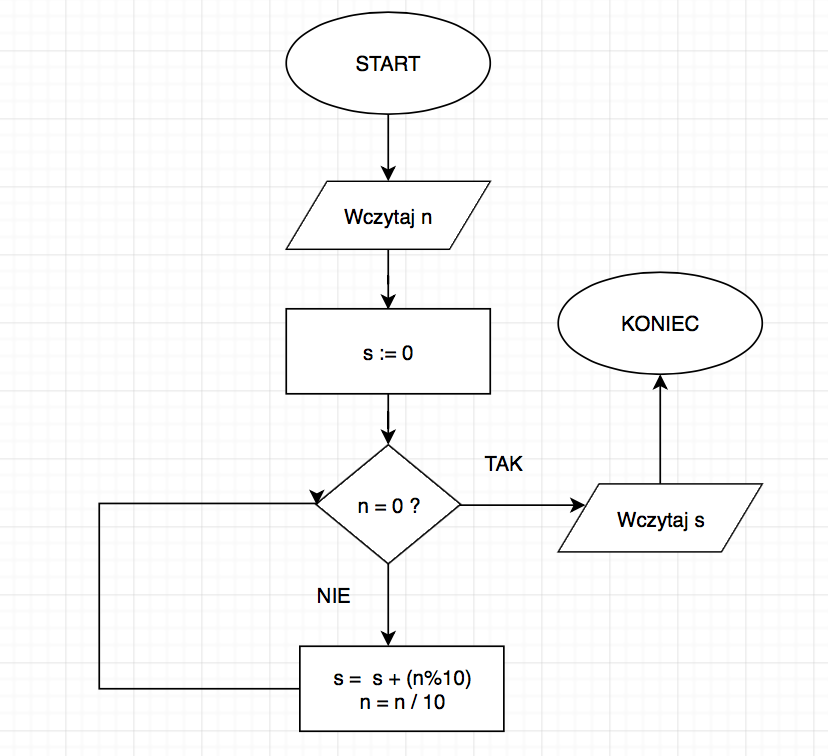 START
Wczytaj n
s := 0
n = 0 ?
TAK
Wczytaj s
KONIEC
NIE
s =  s + (n%10)
n = n / 10